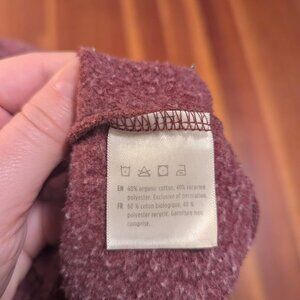 EN 60% organic cotton, 40% recycled
polyester. Exclusive of decoration.
FR 60 % coton biologique, 40 %
polyester recyclé. Garniture non
comprise.